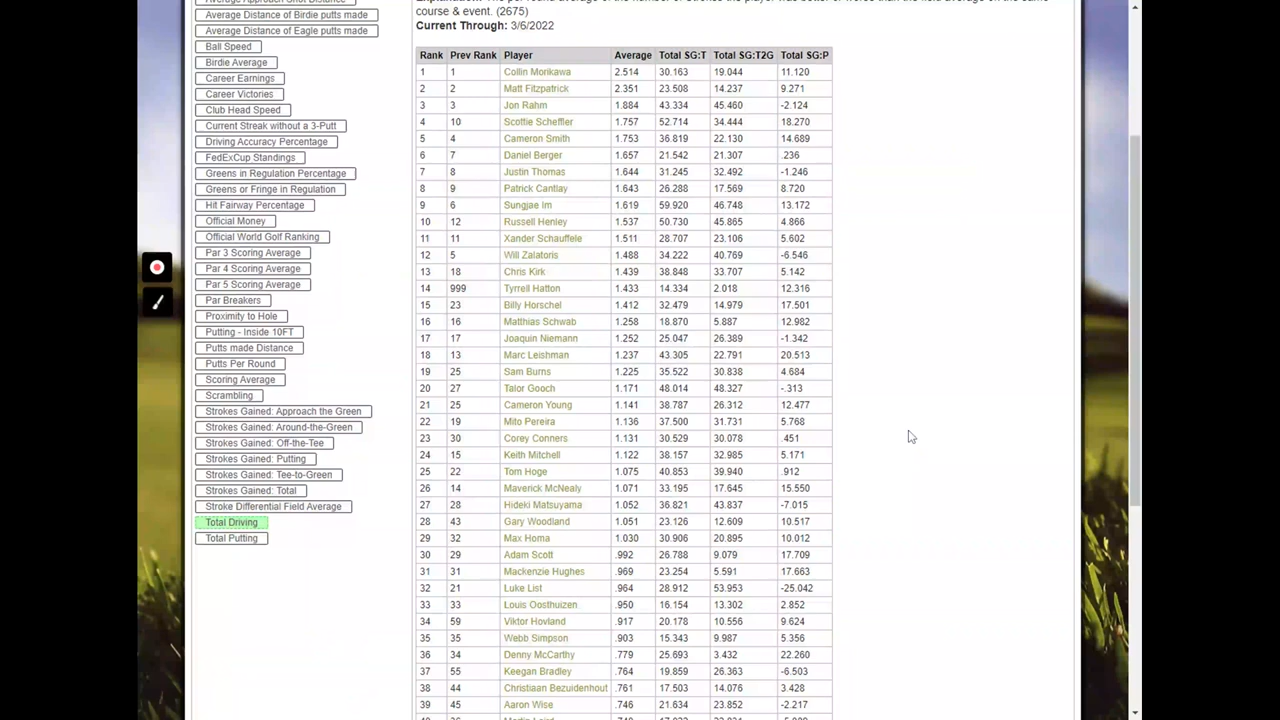 Average Approach Shot Distance
Average Distance of Birdie putts made
Average Distance of Eagle putts made
Ball Speed
Birdie Average
Career Earnings
Career Victories
Club Head Speed
Current Streak without a 3-Putt
Driving Accuracy Percentage
FedExCup Standings
Greens in Regulation Percentage
Greens or Fringe in Regulation
Hit Fairway Percentage
Official Money
Official World Golf Ranking
Par 3 Scoring Average
Par 4 Scoring Average
Par 5 Scoring Average
Par Breakers
Proximity to Hole
Putting - Inside 10FT
Putts made Distance
Putts Per Round
Scoring Average
Scrambling
Strokes Gained: Approach the Green
Strokes Gained: Around-the-Green
Strokes Gained: Off-the-Tee
Strokes Gained: Putting
Strokes Gained: Tee-to-Green
Strokes Gained: Total
Stroke Differential Field Average
Total Driving
Total Putting
Explanation: The per round average of the number of strokes the player was better or worse than the field average on the same
course & event. (2675)
Current Through: 3/6/2022
Rank Prev Rank Player Average Total SG:T Total SG:T2G Total SG:P
1 1 Collin Morikawa 2.514 30.163 19.044 11.120
2 2 Matt Fitzpatrick 2.351 23.508 14.237 9.271
3 3 Jon Rahm 1.884 43.334 45.460 -2.124
4 10 Scottie Scheffler 1.757 52.714 34.444 18.270
5 4 Cameron Smith 1.753 36.819 22.130 14.689
6 7 Daniel Berger 1.657 21.542 21.307 .236
7 8 Justin Thomas 1.644 31.245 32.492 -1.246
8 9 Patrick Cantlay 1.643 26.288 17.569 8.720
9 6 Sungjae Im 1.619 59.920 46.748 13.172
10 12 Russell Henley 1.537 50.730 45.865 4.866
11 11 Xander Schauffele 1.511 28.707 23.106 5.602
12 5 Will Zalatoris 1.488 34.222 40.769 -6.546
13 18 Chris Kirk 1.439 38.848 33.707 5.142
14 999 Tyrrell Hatton 1.433 14.334 2.018 12.316
15 23 Billy Horschel 1.412 32.479 14.979 17.501
16 16 Matthias Schwab 1.258 18.870 5.887 12.982
17 17 Joaquin Niemann 1.252 25.047 26.389 -1.342
18 13 Marc Leishman 1.237 43.305 22.791 20.513
19 25 Sam Burns 1.225 35.522 30.838 4.684
20 27 Talor Gooch 1.171 48.014 48.327 -.313
21 25 Cameron Young 1.141 38.787 26.312 12.477
22 19 Mito Pereira 1.136 37.500 31.731 5.768
23 30 Corey Conners 1.131 30.529 30.078 .451
24 15 Keith Mitchell 1.122 38.157 32.985 5.171
25 22 Tom Hoge 1.075 40.853 39.940 .912
26 14 Maverick McNealy 1.071 33.195 17.645 15.550
27 28 Hideki Matsuyama 1.052 36.821 43.837 -7.015
28 43 Gary Woodland 1.051 23.126 12.609 10.517
29 32 Max Homa 1.030 30.906 20.895 10.012
30 29 Adam Scott .992 26.788 9.079 17.709
31 31 Mackenzie Hughes .969 23.254 5.591 17.663
32 21 Luke List .964 28.912 53.953 -25.042
33 33 Louis Oosthuizen .950 16.154 13.302 2.852
34 59 Viktor Hovland .917 20.178 10.556 9.624
35 35 Webb Simpson .903 15.343 9.987 5.356
36 34 Denny McCarthy .779 25.693 3.432 22.260
37 55 Keegan Bradley .764 19.859 26.363 -6.503
38 44 Christiaan Bezuidenhout .761 17.503 14.076 3.428
39 45 Aaron Wise .746 21.634 23.852 -2.217